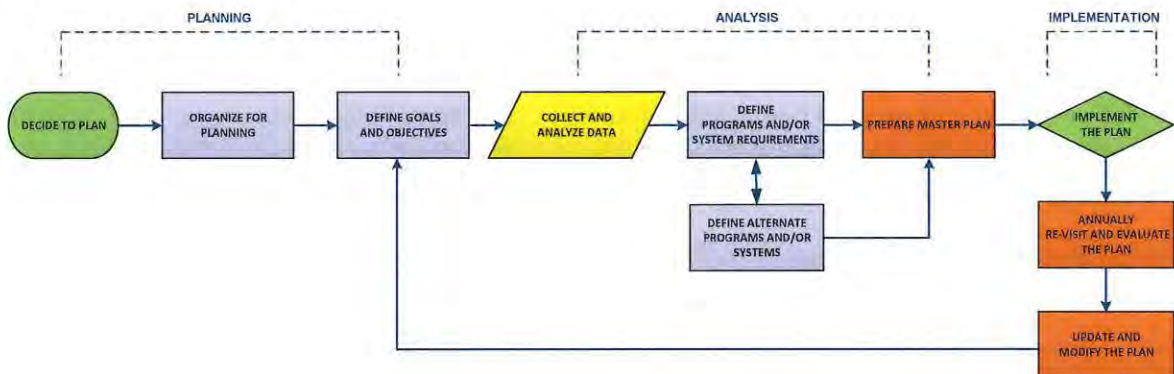 PLANNING
ANALYSIS
IMPLEMENTATION
DECIDE TO PLAN
ORGANIZE FOR
PLANNING
DEFINE GOALS
AND OBJECTIVES
COLLECT AND
ANALYZE DATA
DEFINE
PROGRAMS AND/OR
SYSTEM REQUIREMENTS
PREPARE MASTER PLAN
IMPLEMENT
THE PLAN
DEFINE ALTERNATE
PROGRAMS AND/OR
SYSTEMS
ANNUALLY
RE-VISIT AND EVALUATE
THE PLAN
UPDATE AND
MODIFY THE PLAN